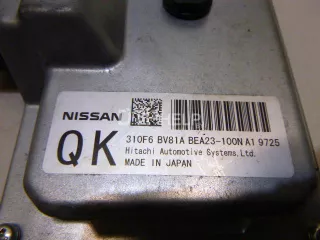 NISSAN
QK
310F6 BV81A BEA23-100N A1 9725
Hitachi Automotive Systems,Ltd.
MADE IN JAPAN